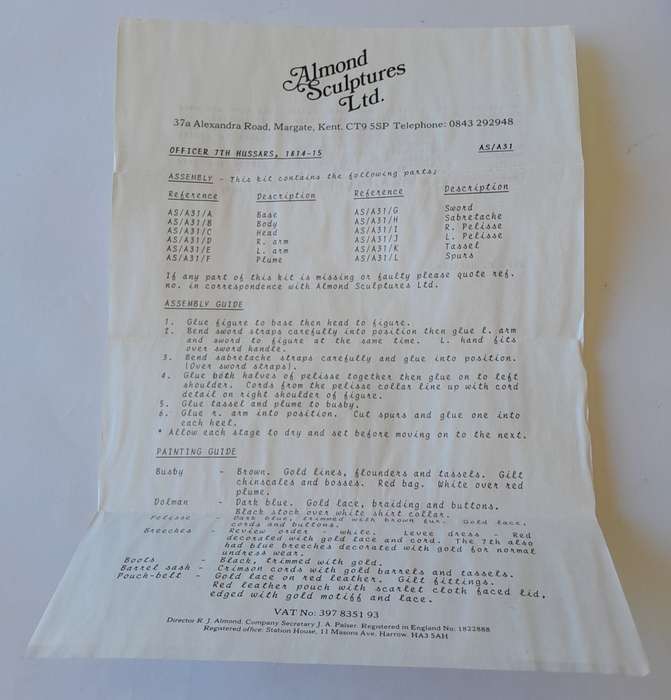 Almond
Sculptures
Ltd.
37a Alexandra Road, Margate, Kent. CT9 5SP Telephone: 0843 292948
OFFICER 7TH HUSSARS, 1814-15 AS/A31
ASSEMBLY - This kit contains the following parts;
Reference Description Reference Description
AS/A31/A Base AS/A31/G Sword
AS/A31/B Body AS/A31/H Sabretache
AS/A31/C Head AS/A31/I R. Pelisse
AS/A31/D R. arm AS/A31/J L. Pelisse
AS/A31/E L. arm AS/A31/K Tassel
AS/A31/F Plume AS/A31/L Spurs
If any part of this kit is missing or faulty please quote ref.
no. in correspondence with Almond Sculptures Ltd.
ASSEMBLY GUIDE
1. Glue figure to base then head to figure.
2. Bend sword straps carefully into position then glue l. arm
and sword to figure at the same time. L. hand fits
over sword handle.
3. Bend sabretache straps carefully and glue into position.
(Over sword straps).
4. Glue both halves of pelisse together then glue on to left
shoulder. Cords from the pelisse collar line up with cord
detail on right shoulder of figure.
5. Glue tassel and plume to busby.
6. Glue r. arm into position. Cut spurs and glue one into
each heel.
* Allow each stage to dry and set before moving on to the next.
PAINTING GUIDE
Busby - Brown. Gold lines, flounders and tassels. Gilt
chinscales and bosses. Red bag. White over red
plume.
Dolman - Dark blue. Gold lace, braiding and buttons.
Black stock over white shirt collar.
Pelisse - Dark blue, trimmed with brown fur. Gold lace,
cords and buttons.
Breeches - Review order - white. Levee dress - Red
decorated with gold lace and cord. The 7th also
had blue breeches decorated with gold for normal
undress wear.
Boots - Black, trimmed with gold.
Barrel sash - Crimson cords with gold barrels and tassels.
Pouch-belt - Gold lace on red leather. Gilt fittings.
Red leather pouch with scarlet cloth faced lid,
edged with gold motiff and lace.
VAT No: 397 8351 93
Director R. J. Almond, Company Secretary J. A. Palser. Registered in England No: 1822888
Registered office: Station House, 11 Masons Ave, Harrow. HA3 5AH